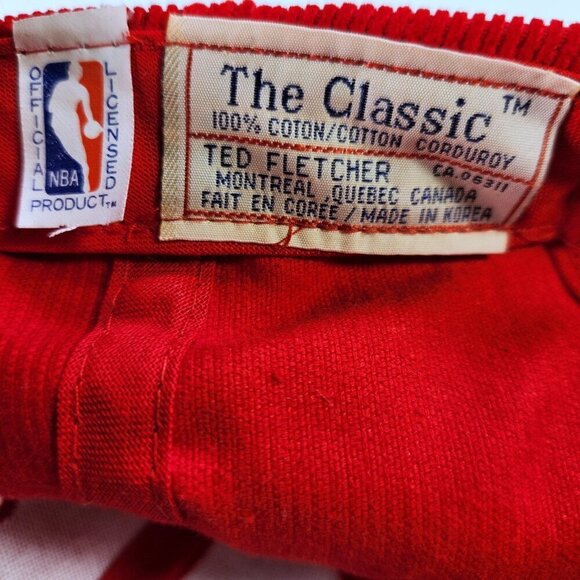 OFFICIAL
LICENSED
NBA
PRODUCT™
The Classic™
100% COTON/COTTON CORDUROY
TED FLETCHER CA.05311
MONTREAL, QUEBEC CANADA
FAIT EN CORÉE/MADE IN KOREA